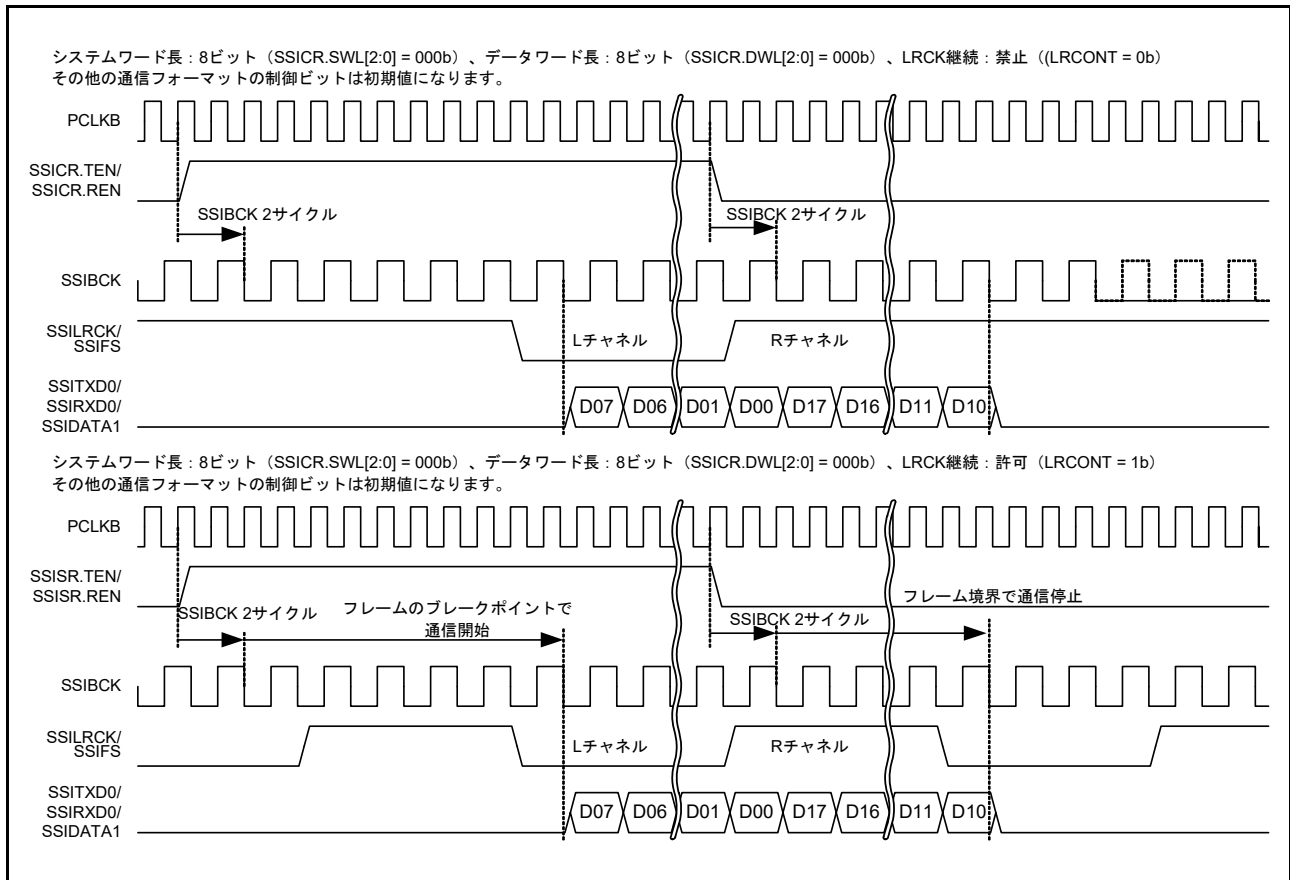 システムワード長：8ビット（SSICR.SWL[2:0] = 000b）、データワード長：8ビット（SSICR.DWL[2:0] = 000b）、LRCK継続：禁止（(LRCONT = 0b）
その他の通信フォーマットの制御ビットは初期値になります。
PCLKB
SSICR.TEN/
SSICR.REN
SSIBCK 2サイクル
SSIBCK 2サイクル
SSIBCK
SSILRCK/
SSIFS
Lチャネル
Rチャネル
SSITXD0/
SSIRXD0/
SSIDATA1
D07 D06 D01 D00 D17 D16 D11 D10
システムワード長：8ビット（SSICR.SWL[2:0] = 000b）、データワード長：8ビット（SSICR.DWL[2:0] = 000b）、LRCK継続：許可（LRCONT = 1b）
その他の通信フォーマットの制御ビットは初期値になります。
PCLKB
SSISR.TEN/
SSISR.REN
SSIBCK 2サイクル
フレームのブレークポイントで
通信開始
SSIBCK 2サイクル
フレーム境界で通信停止
SSIBCK
SSILRCK/
SSIFS
Lチャネル
Rチャネル
SSITXD0/
SSIRXD0/
SSIDATA1
D07 D06 D01 D00 D17 D16 D11 D10